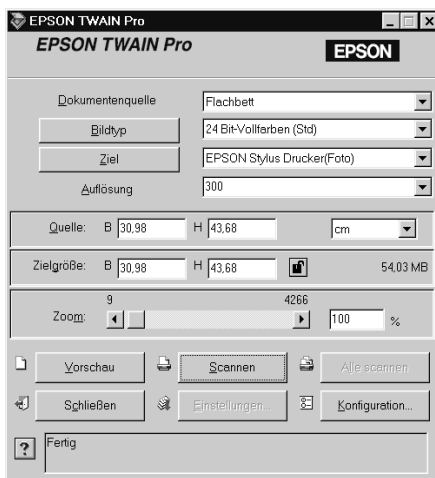 EPSON TWAIN Pro
EPSON TWAIN Pro EPSON
Dokumentenquelle Flachbett
Bildtyp 24 Bit-Vollfarben (Std)
Ziel EPSON Stylus Drucker(Foto)
Auflösung 300
Quelle: B 30,98 H 43,68 cm
Zielgröße: B 30,98 H 43,68 54,03 MB
9 4266
Zoom: 100 %
Vorschau Scannen Alle scannen
Schließen Einstellungen... Konfiguration...
? Fertig